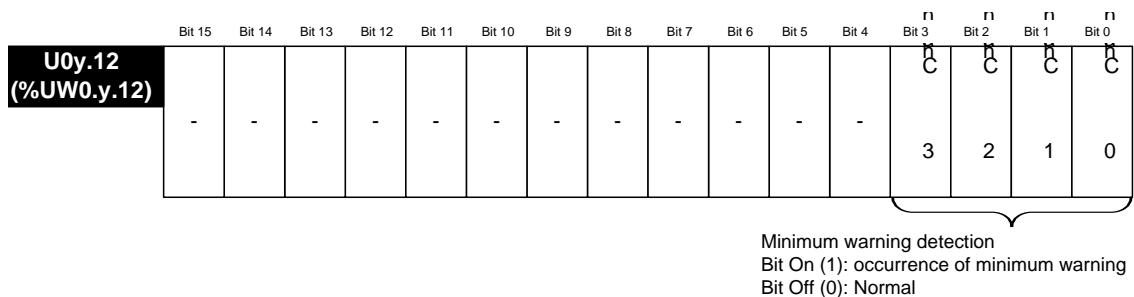 Bit 15 Bit 14 Bit 13 Bit 12 Bit 11 Bit 10 Bit 9 Bit 8 Bit 7 Bit 6 Bit 5 Bit 4 Bit 3 Bit 2 Bit 1 Bit 0
U0y.12
(%UW0.y.12)
C C C C
- - - - - - - - - - - -
3 2 1 0
Minimum warning detection
Bit On (1): occurrence of minimum warning
Bit Off (0): Normal